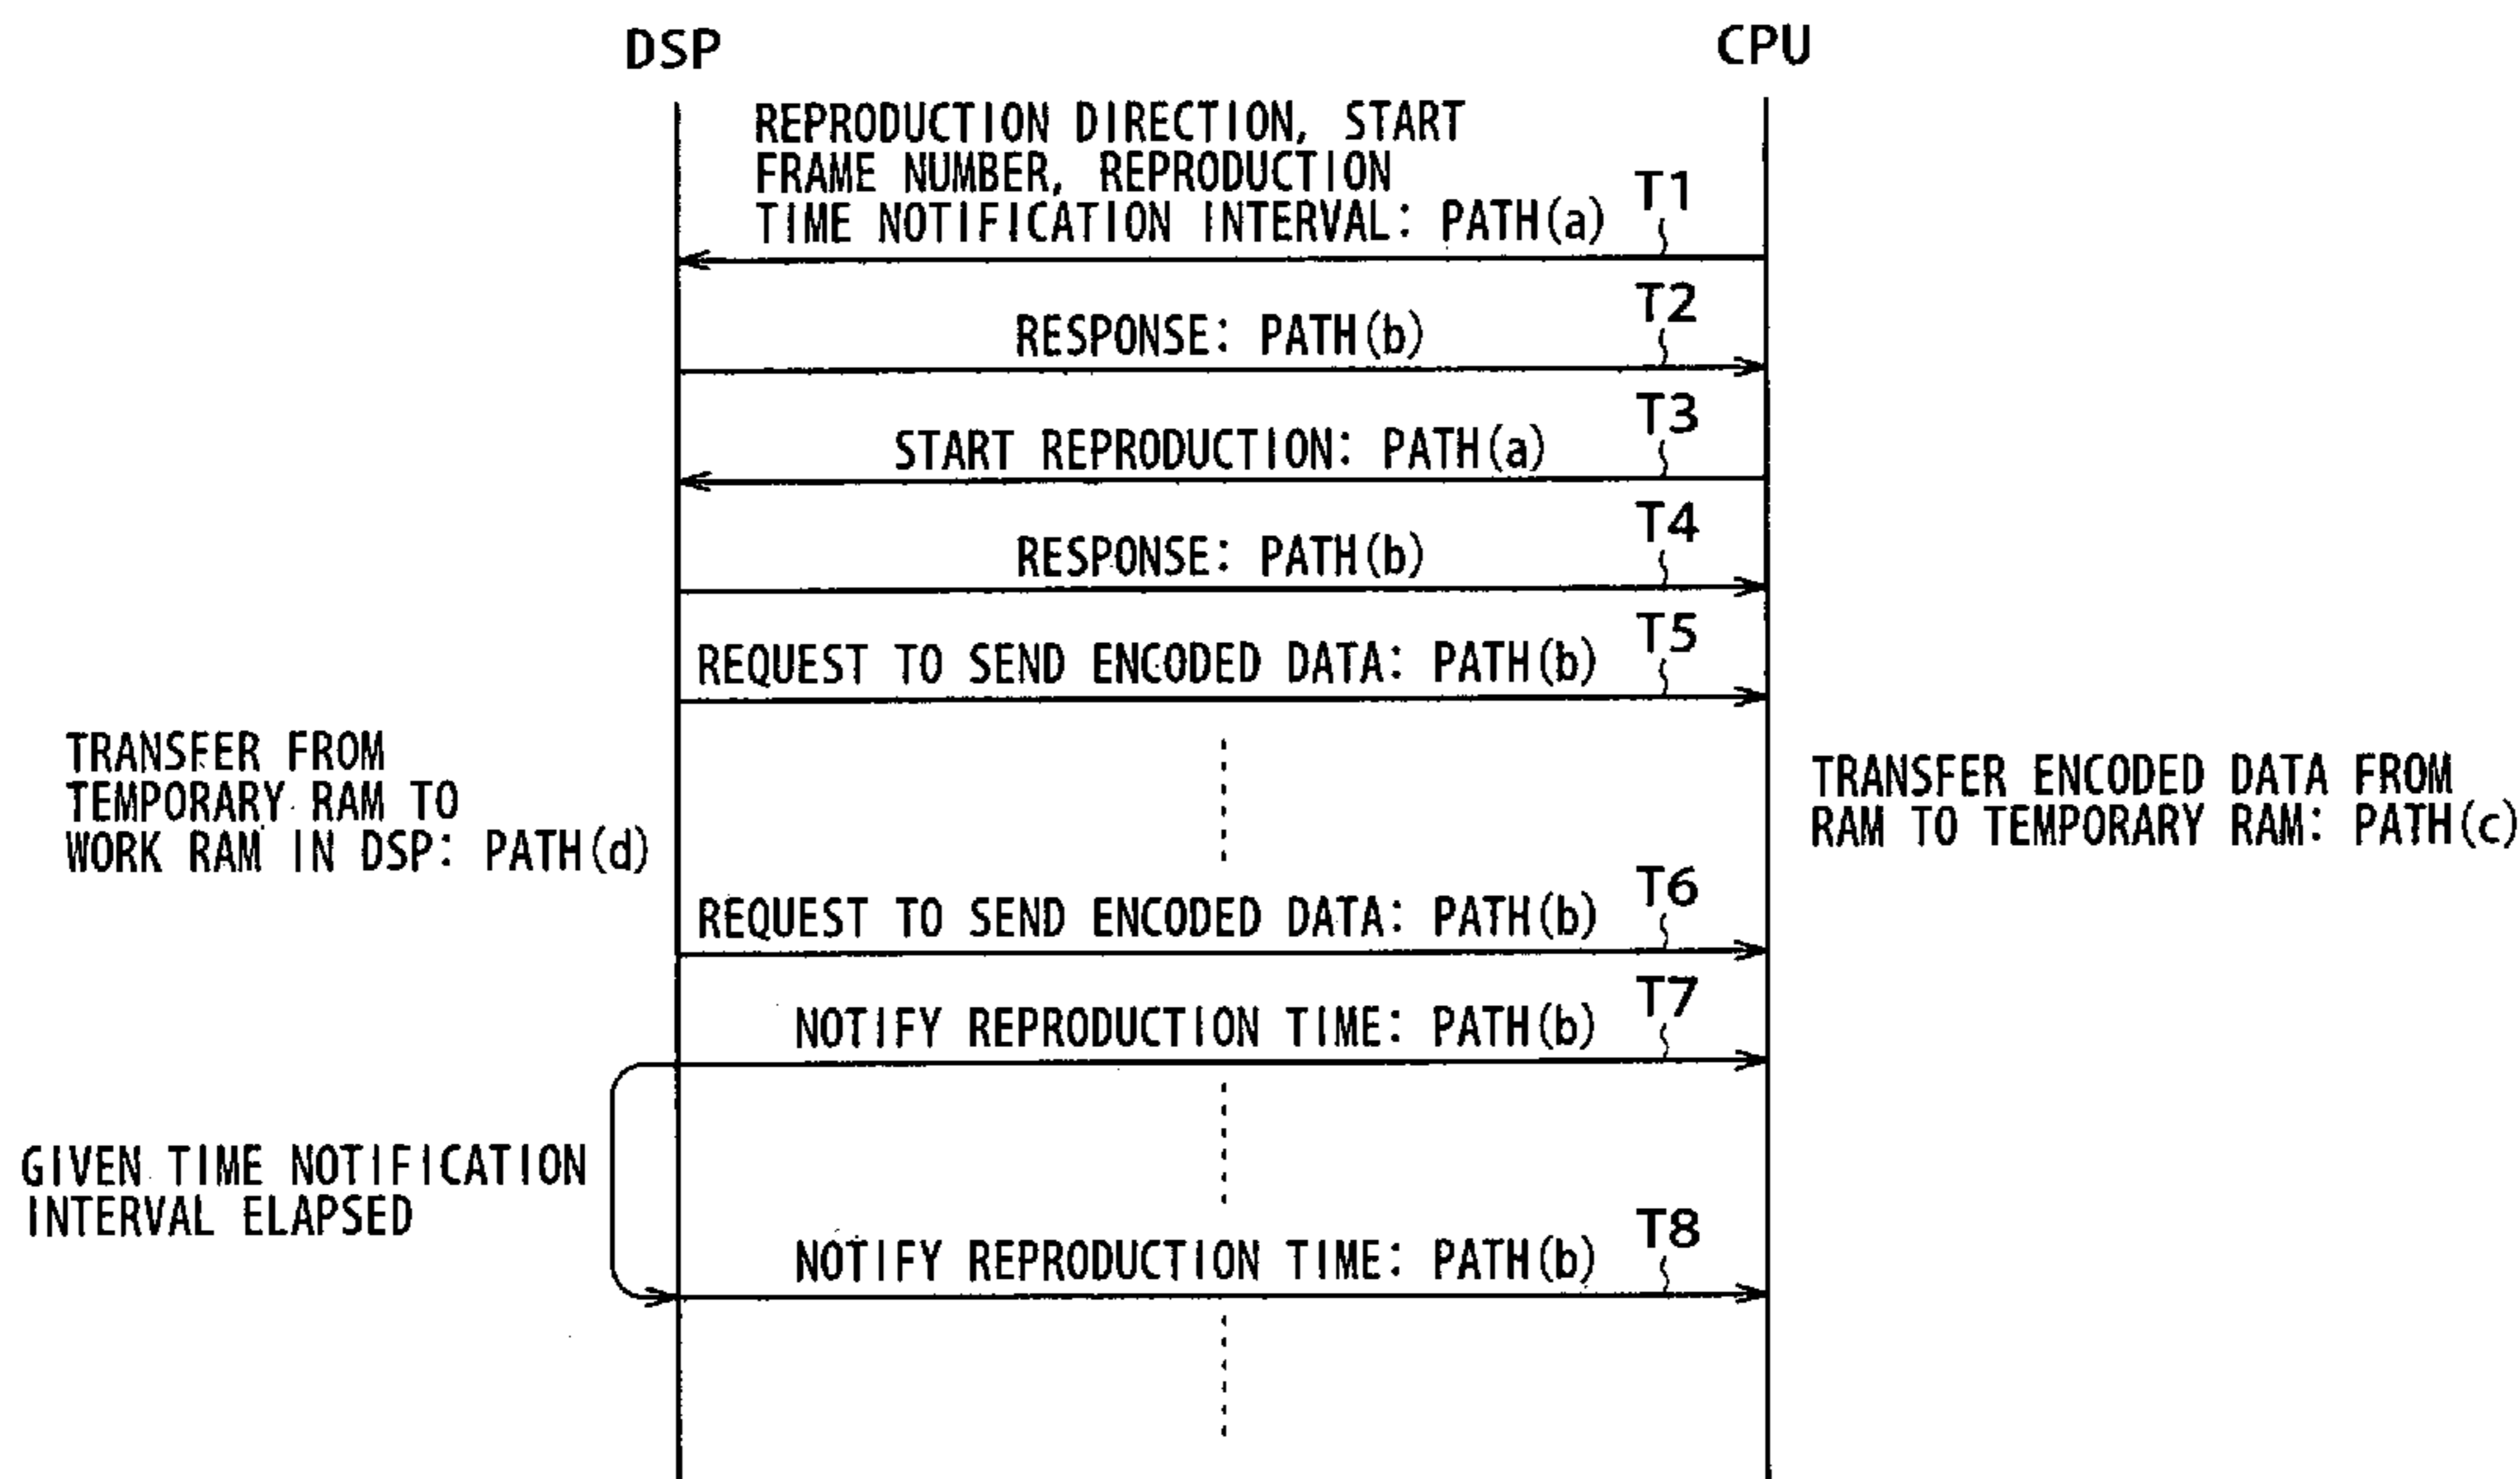 DSP
CPU
REPRODUCTION DIRECTION, START
FRAME NUMBER, REPRODUCTION
TIME NOTIFICATION INTERVAL: PATH(a)
T1
RESPONSE: PATH(b)
T2
START REPRODUCTION: PATH(a)
T3
RESPONSE: PATH(b)
T4
REQUEST TO SEND ENCODED DATA: PATH(b)
T5
TRANSFER FROM
TEMPORARY RAM TO
WORK RAM IN DSP: PATH(d)
TRANSFER ENCODED DATA FROM
RAM TO TEMPORARY RAM: PATH(c)
REQUEST TO SEND ENCODED DATA: PATH(b)
T6
NOTIFY REPRODUCTION TIME: PATH(b)
T7
GIVEN TIME NOTIFICATION
INTERVAL ELAPSED
NOTIFY REPRODUCTION TIME: PATH(b)
T8